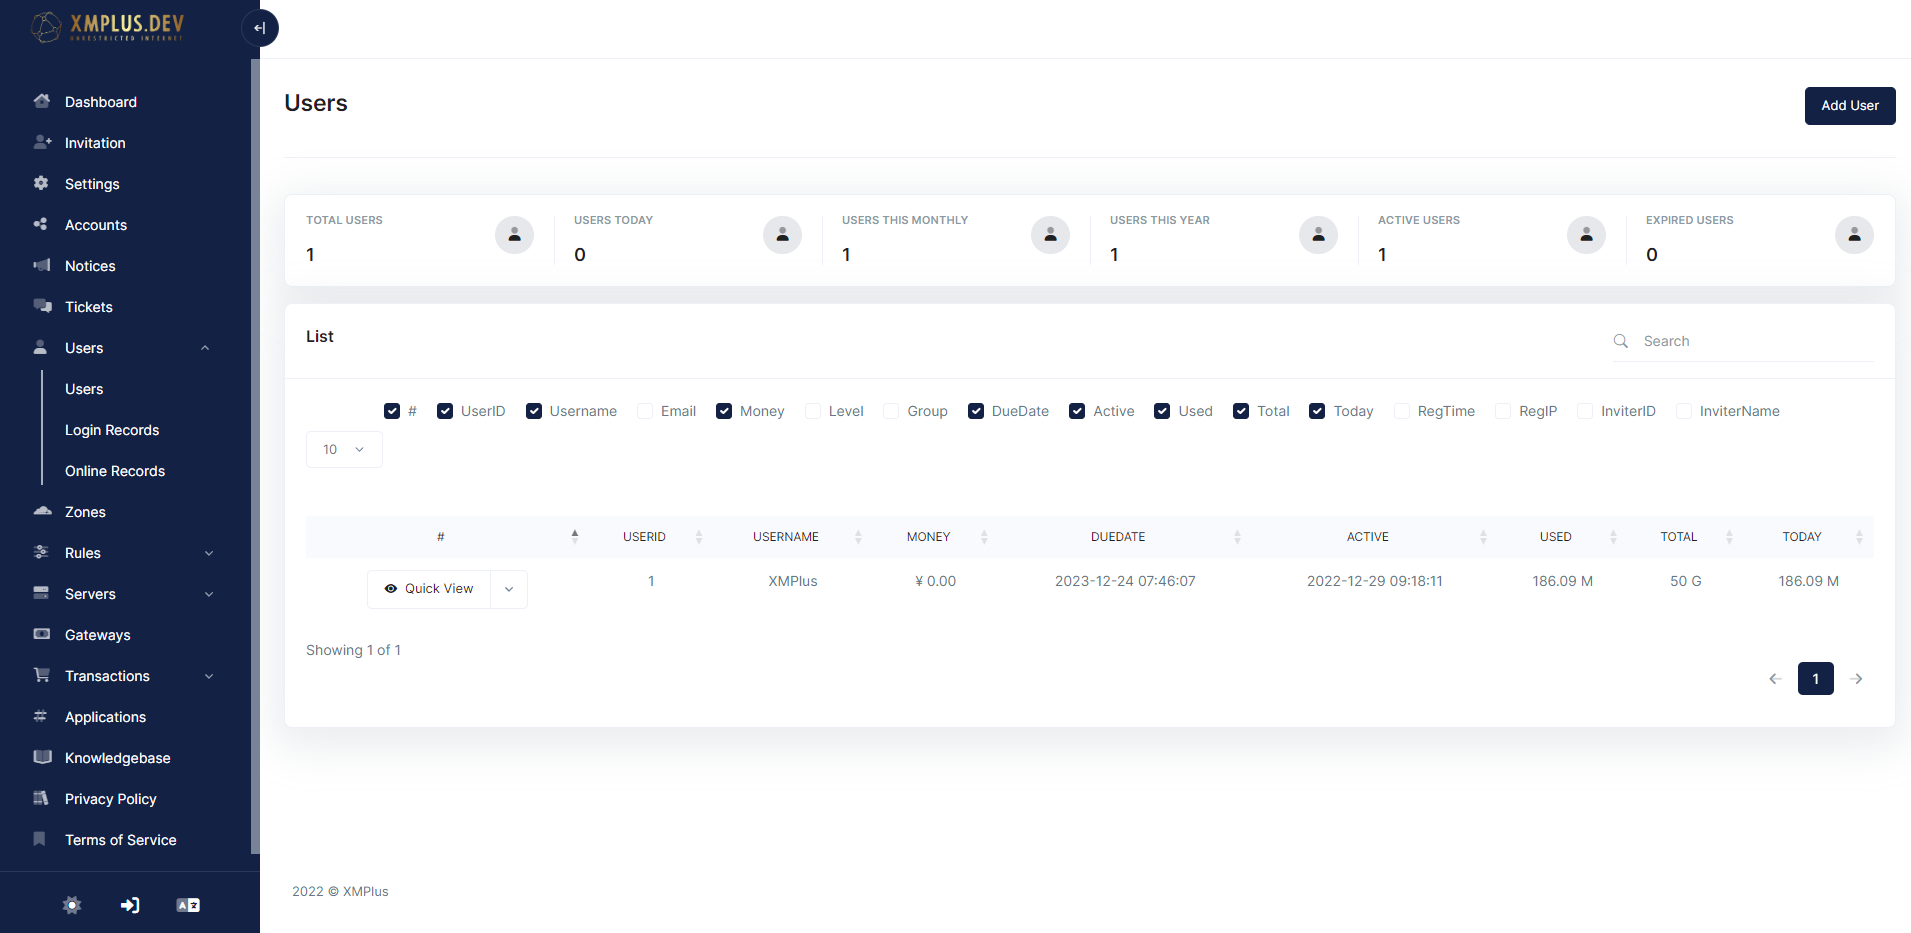 XMPLUS.DEV
UNRESTRICTED INTERNET
Dashboard
Invitation
Settings
Accounts
Notices
Tickets
Users
Users
Login Records
Online Records
Zones
Rules
Servers
Gateways
Transactions
Applications
Knowledgebase
Privacy Policy
Terms of Service
Users
Add User
TOTAL USERS
1
USERS TODAY
0
USERS THIS MONTHLY
1
USERS THIS YEAR
1
ACTIVE USERS
1
EXPIRED USERS
0
List
Search
# UserID Username Email Money Level Group DueDate Active Used Total Today RegTime RegIP InviterID InviterName
10
# USERID USERNAME MONEY DUEDATE ACTIVE USED TOTAL TODAY
Quick View 1 XMPlus ¥ 0.00 2023-12-24 07:46:07 2022-12-29 09:18:11 186.09 M 50 G 186.09 M
Showing 1 of 1
1
2022 © XMPlus